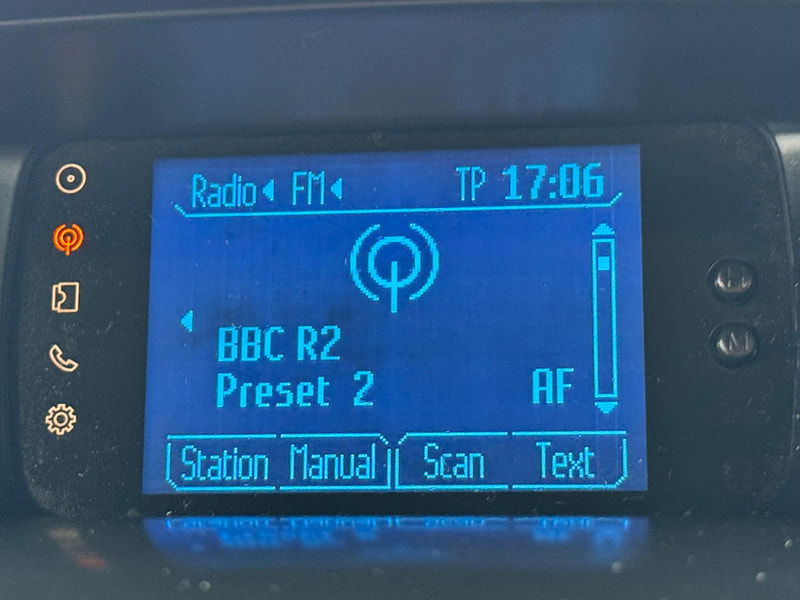 Radio FM TP 17:06
BBC R2
Preset 2 AF
Station Manual Scan Text
H
M